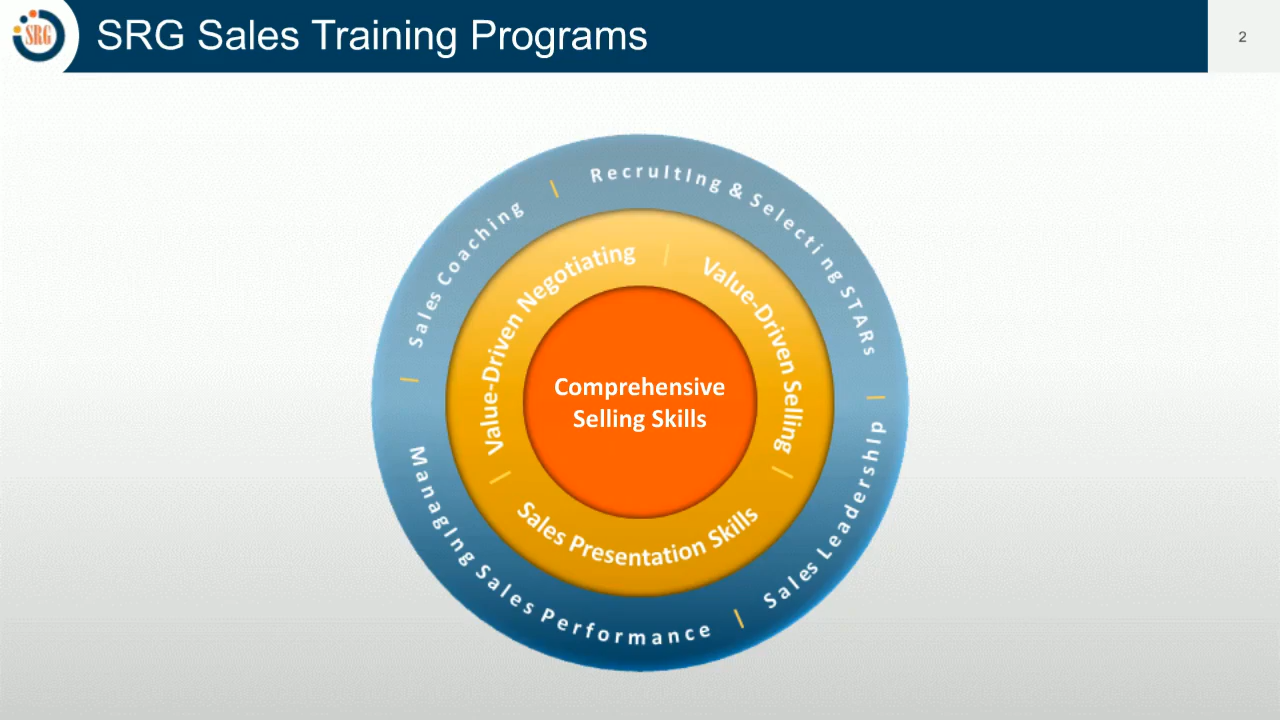 SRG
SRG Sales Training Programs
2
Sales Coaching
Recruiting & Selecting STARs
Sales Leadership
Managing Sales Performance
Value-Driven Negotiating
Value-Driven Selling
Sales Presentation Skills
Comprehensive
Selling Skills